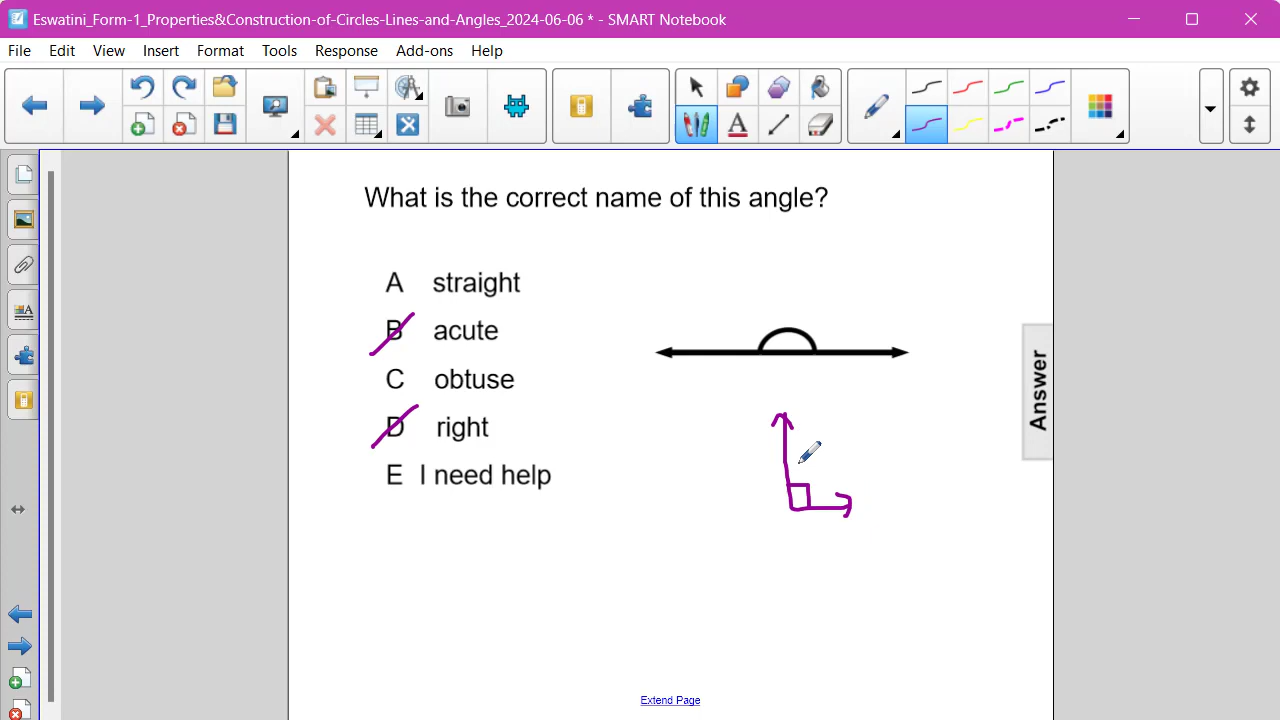 Eswatini_Form-1_Properties&Construction-of-Circles-Lines-and-Angles_2024-06-06 * - SMART Notebook
File Edit View Insert Format Tools Response Add-ons Help
What is the correct name of this angle?
A straight
B acute
C obtuse
D right
E I need help
Answer
Extend Page